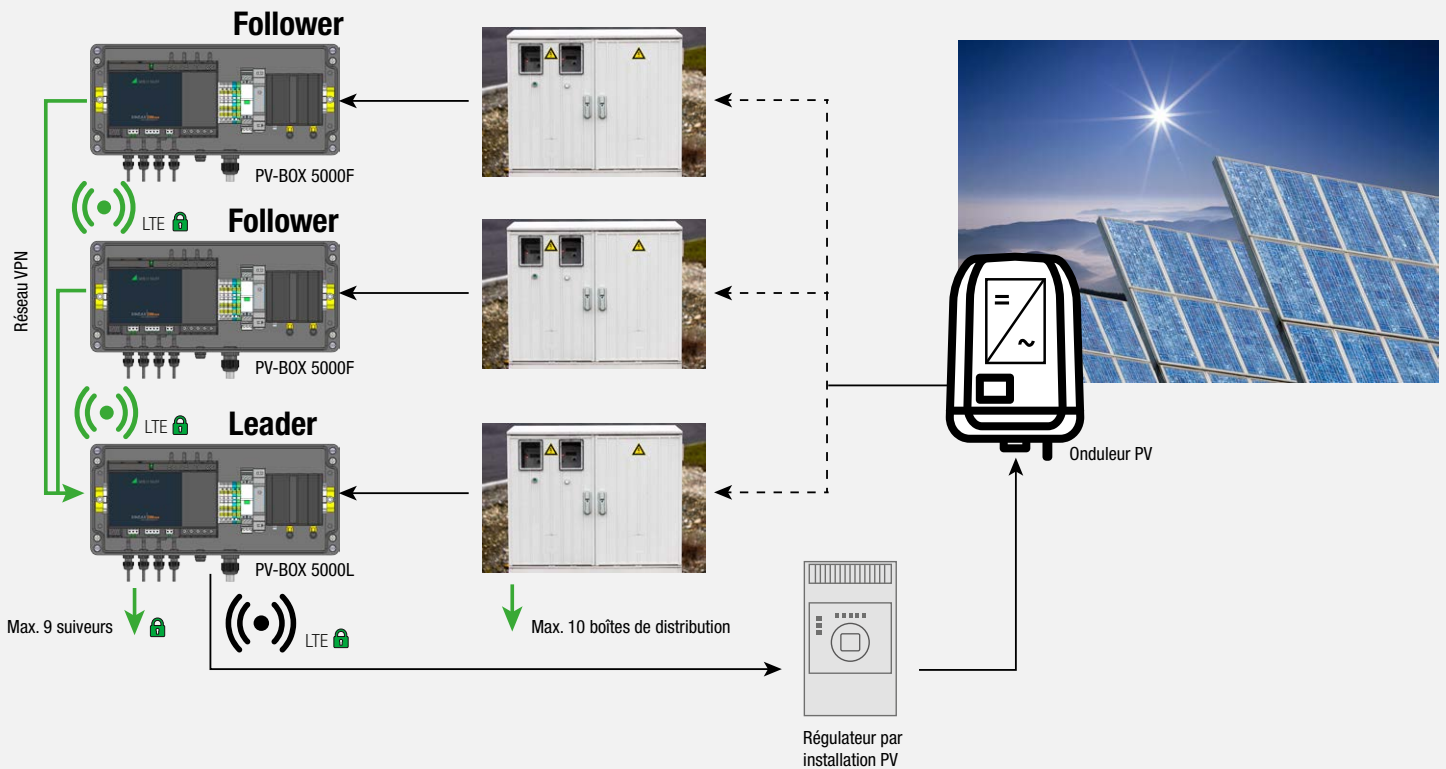 Follower
PV-BOX 5000F
LTE
Réseau VPN
Follower
PV-BOX 5000F
LTE
Leader
PV-BOX 5000L
Max. 9 suiveurs
LTE
Max. 10 boîtes de distribution
Onduleur PV
Régulateur par
installation PV